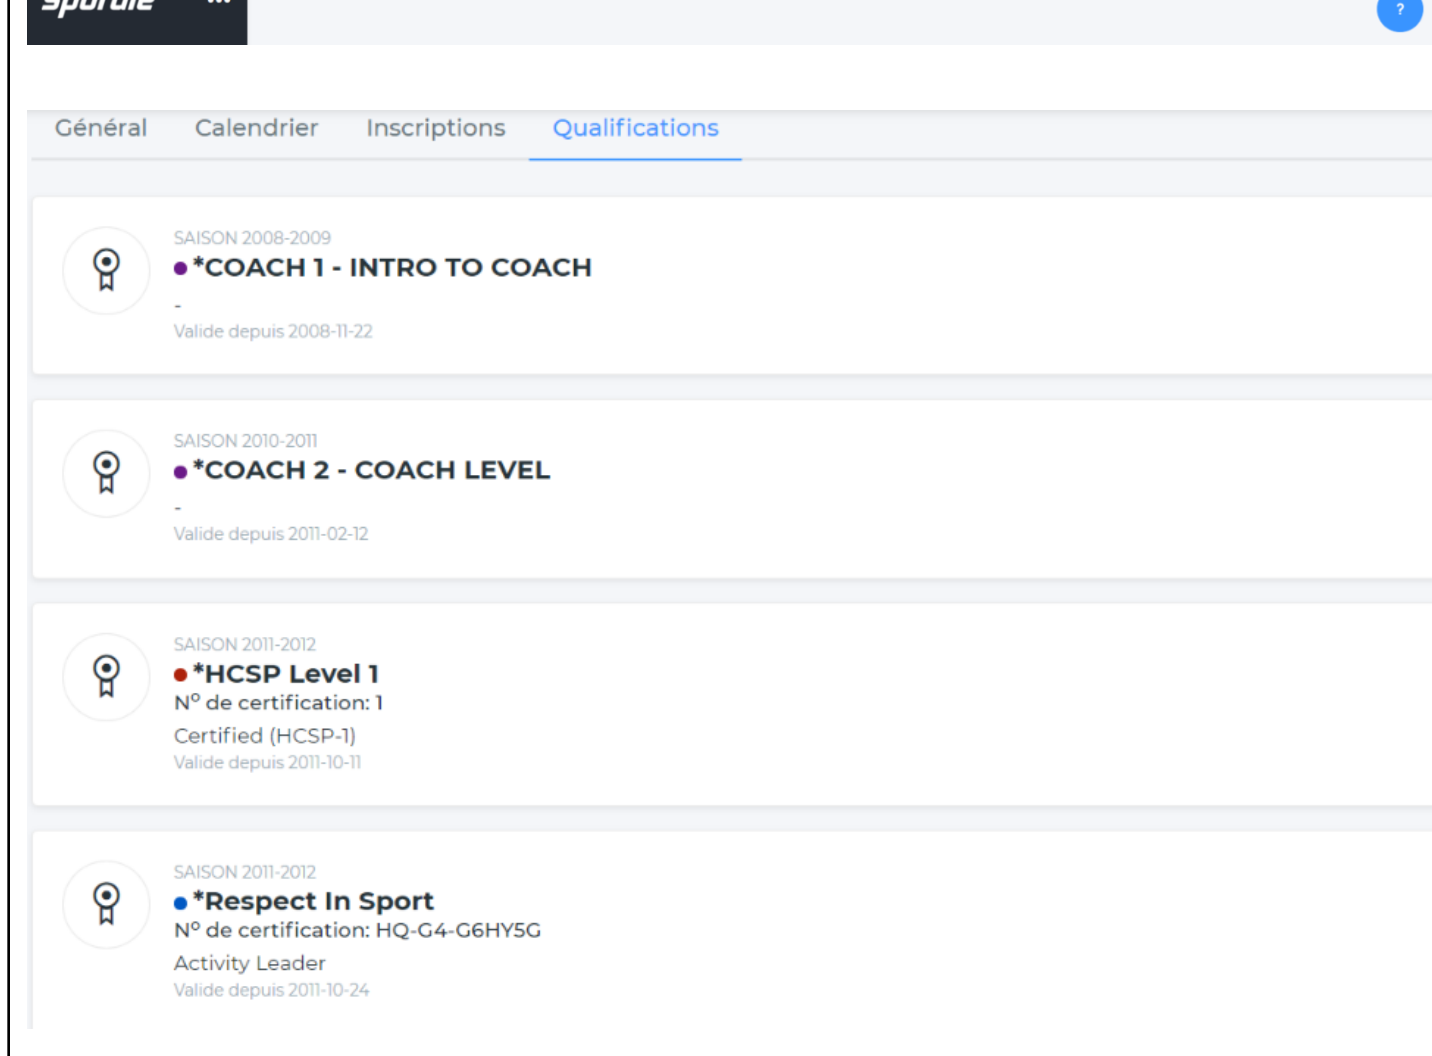 ?
Général Calendrier Inscriptions Qualifications
SAISON 2008-2009
*COACH 1 - INTRO TO COACH
-
Valide depuis 2008-11-22
SAISON 2010-2011
*COACH 2 - COACH LEVEL
-
Valide depuis 2011-02-12
SAISON 2011-2012
*HCSP Level 1
Nº de certification: 1
Certified (HCSP-1)
Valide depuis 2011-10-11
SAISON 2011-2012
*Respect In Sport
Nº de certification: HQ-G4-G6HY5G
Activity Leader
Valide depuis 2011-10-24